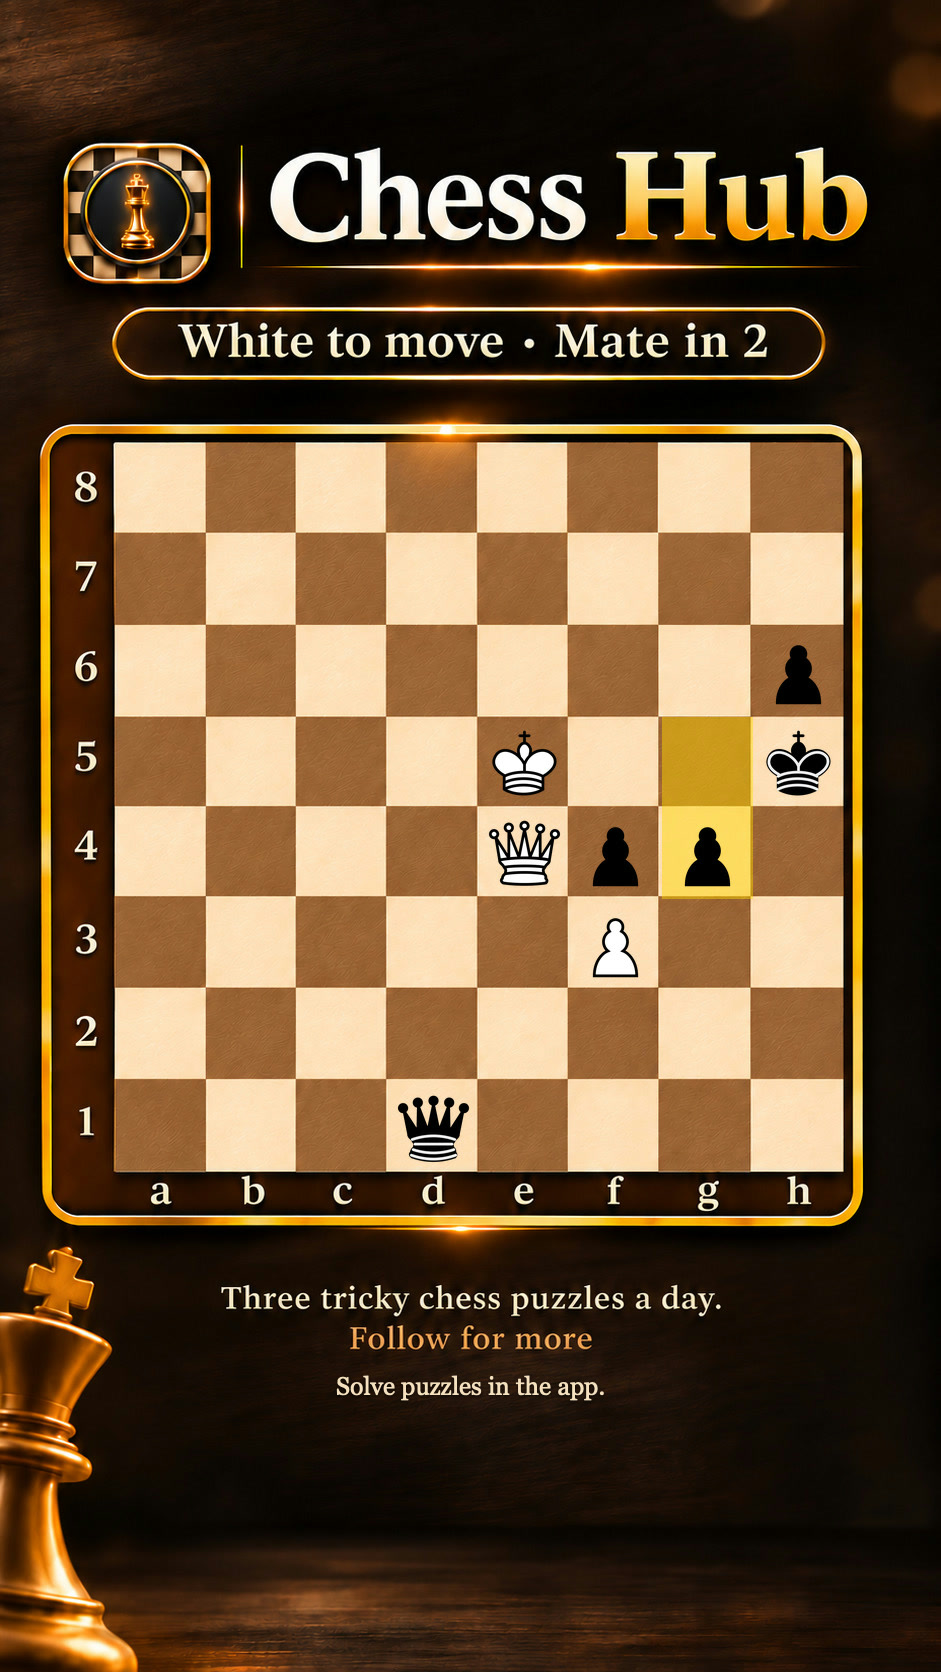 Chess Hub
White to move • Mate in 2
8
7
6
5
4
3
2
1
a b c d e f g h
Three tricky chess puzzles a day.
Follow for more
Solve puzzles in the app.